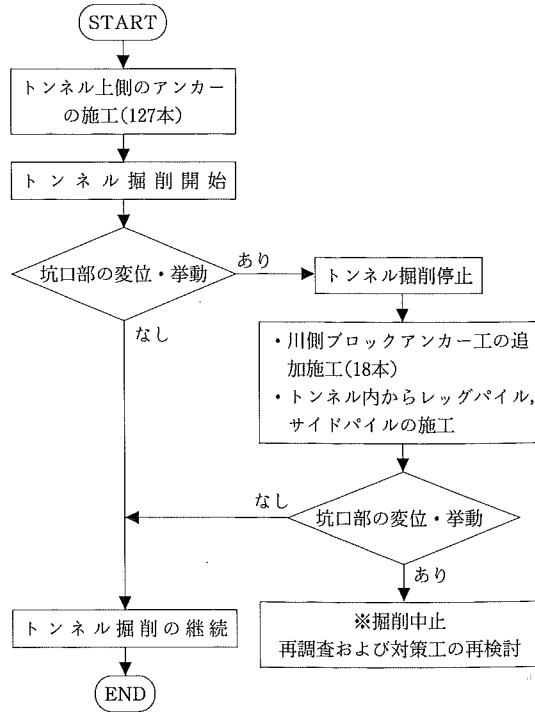 START
トンネル上側のアンカー
の施工(127本)
トンネル掘削開始
坑口部の変位・挙動
あり
トンネル掘削停止
なし
・川側ブロックアンカー工の追
加施工(18本)
・トンネル内からレッグパイル,
サイドパイルの施工
なし
坑口部の変位・挙動
あり
トンネル掘削の継続
※掘削中止
再調査および対策工の再検討
END